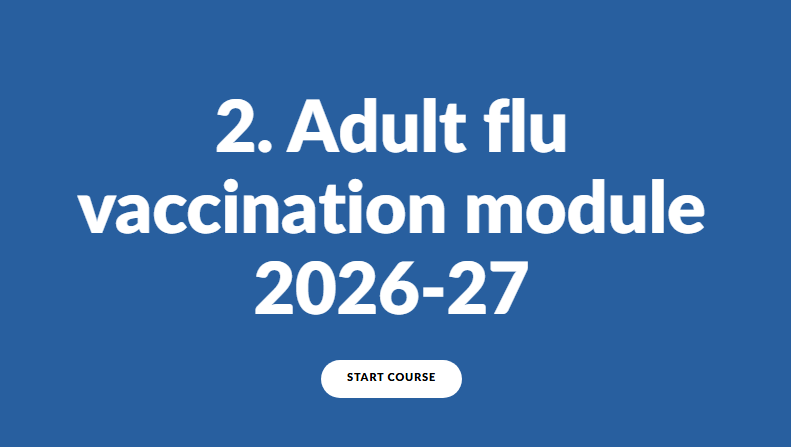 2. Adult flu
vaccination module
2026-27
START COURSE